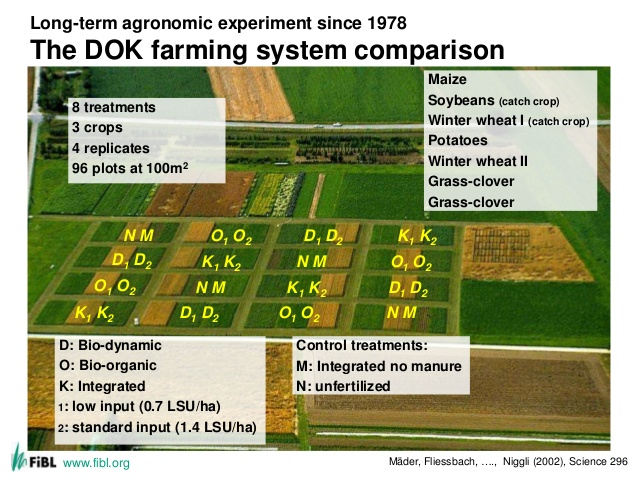 Long-term agronomic experiment since 1978
The DOK farming system comparison
8 treatments
3 crops
4 replicates
96 plots at 100m²
Maize
Soybeans (catch crop)
Winter wheat I (catch crop)
Potatoes
Winter wheat II
Grass-clover
Grass-clover
N M O₁ O₂ D₁ D₂ K₁ K₂
D₁ D₂ K₁ K₂ N M O₁ O₂
O₁ O₂ N M K₁ K₂ D₁ D₂
K₁ K₂ D₁ D₂ O₁ O₂ N M
D: Bio-dynamic
O: Bio-organic
K: Integrated
1: low input (0.7 LSU/ha)
2: standard input (1.4 LSU/ha)
Control treatments:
M: Integrated no manure
N: unfertilized
FiBL www.fibl.org
Mäder, Fliessbach, …., Niggli (2002), Science 296